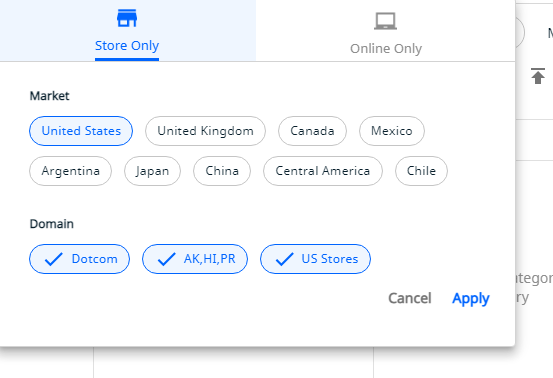 Store Only
Online Only
Market
United States
United Kingdom
Canada
Mexico
Argentina
Japan
China
Central America
Chile
Domain
Dotcom
AK,HI,PR
US Stores
Cancel
Apply